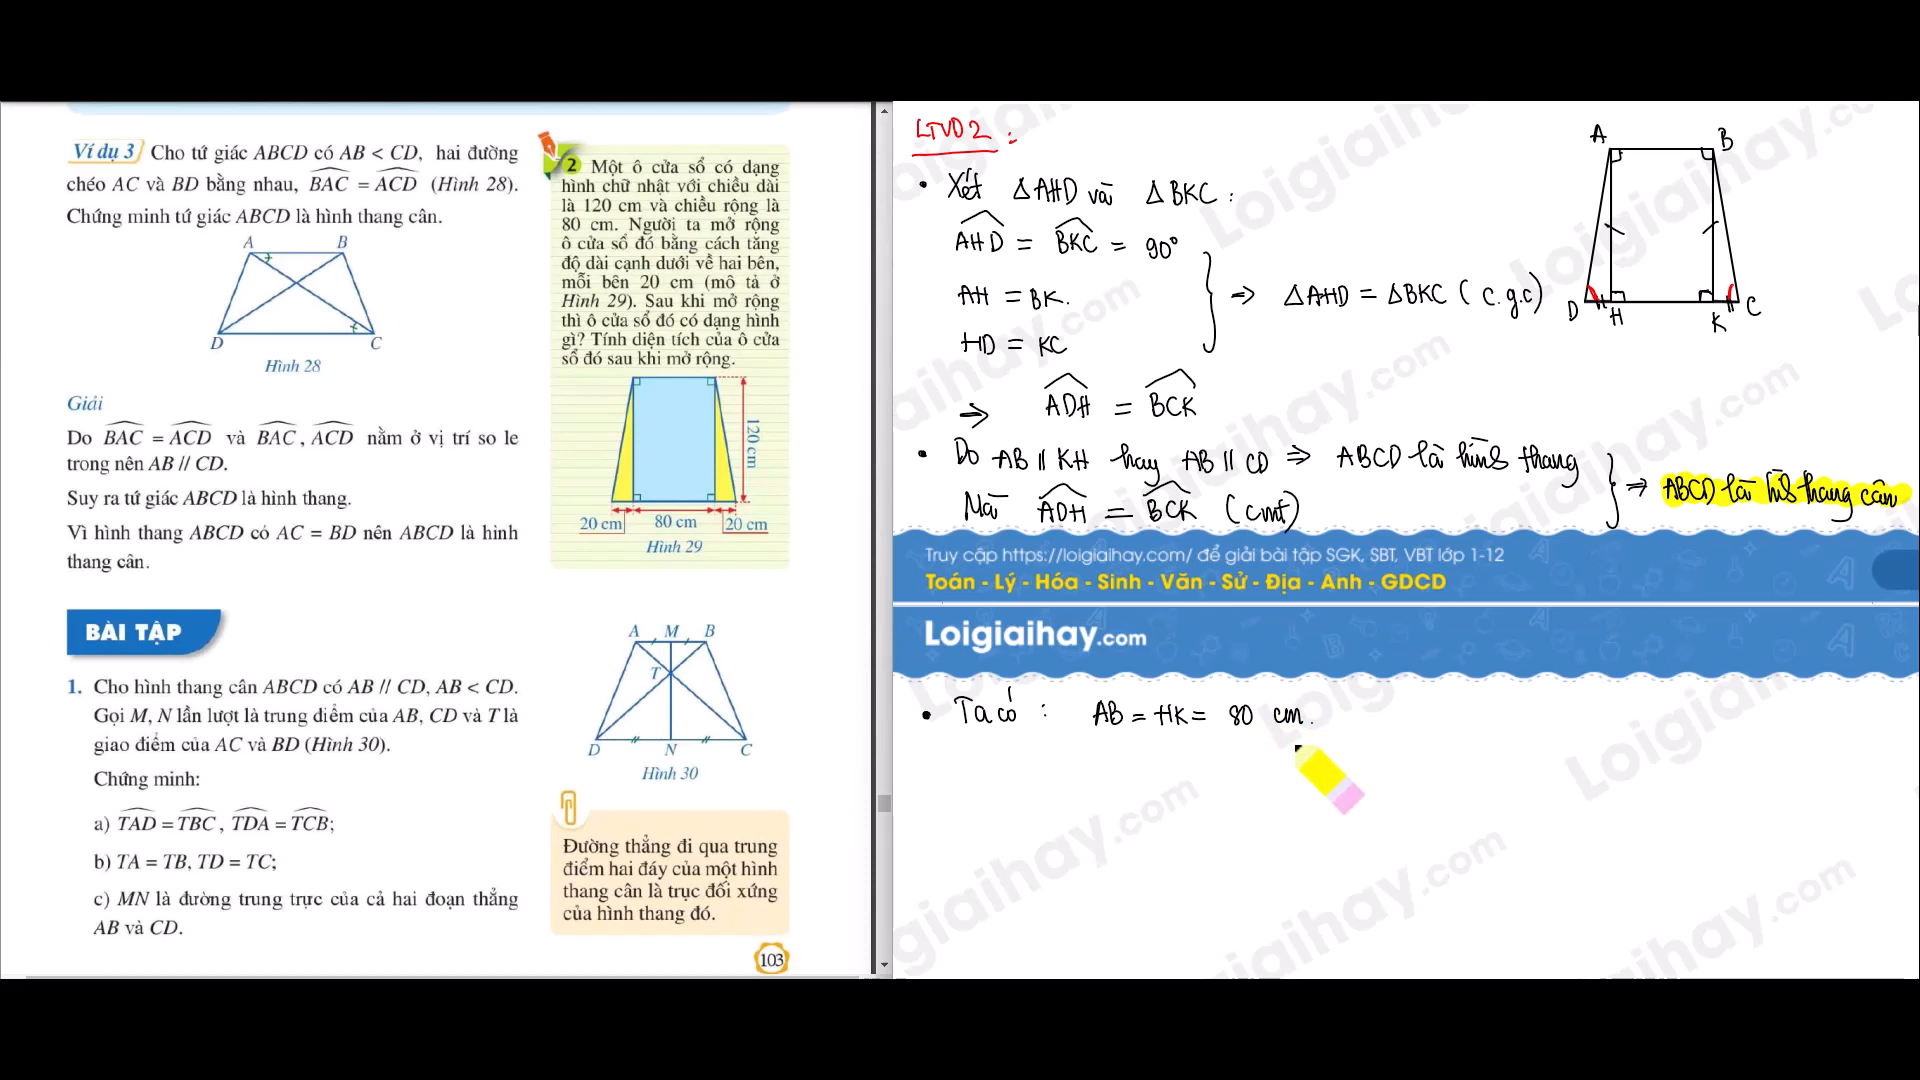 Ví dụ 3 Cho tứ giác ABCD có AB < CD, hai đường
chéo AC và BD bằng nhau, BAC = ACD (Hình 28).
Chứng minh tứ giác ABCD là hình thang cân.
A B
D C
Hình 28
Giải
Do BAC = ACD và BAC, ACD nằm ở vị trí so le
trong nên AB // CD.
Suy ra tứ giác ABCD là hình thang.
Vì hình thang ABCD có AC = BD nên ABCD là hình
thang cân.
2 Một ô cửa sổ có dạng
hình chữ nhật với chiều dài
là 120 cm và chiều rộng là
80 cm. Người ta mở rộng
ô cửa sổ đó bằng cách tăng
độ dài cạnh dưới về hai bên,
mỗi bên 20 cm (mô tả ở
Hình 29). Sau khi mở rộng
thì ô cửa sổ đó có dạng hình
gì? Tính diện tích của ô cửa
sổ đó sau khi mở rộng.
120 cm
20 cm 80 cm 20 cm
Hình 29
BÀI TẬP
1. Cho hình thang cân ABCD có AB // CD, AB < CD.
Gọi M, N lần lượt là trung điểm của AB, CD và T là
giao điểm của AC và BD (Hình 30).
Chứng minh:
a) TAD = TBC, TDA = TCB;
b) TA = TB, TD = TC;
c) MN là đường trung trực của cả hai đoạn thẳng
AB và CD.
A M B
T
D N C
Hình 30
Đường thẳng đi qua trung
điểm hai đáy của một hình
thang cân là trục đối xứng
của hình thang đó.
103
LTVD2 :
• Xét △AHD và △BKC :
AHD = BKC = 90°
AH = BK.
HD = KC
⇒ △AHD = △BKC (c.g.c)
⇒ ADH = BCK
• Do AB // KH hay AB // CD ⇒ ABCD là hình thang
Mà ADH = BCK (cmt)
⇒ ABCD là hih thang cân
A B
D H K C
Truy cập https://loigiaihay.com/ để giải bài tập SGK, SBT, VBT lớp 1-12
Toán - Lý - Hóa - Sinh - Văn - Sử - Địa - Anh - GDCD
Loigiaihay.com
• Ta có : AB = HK = 80 cm.